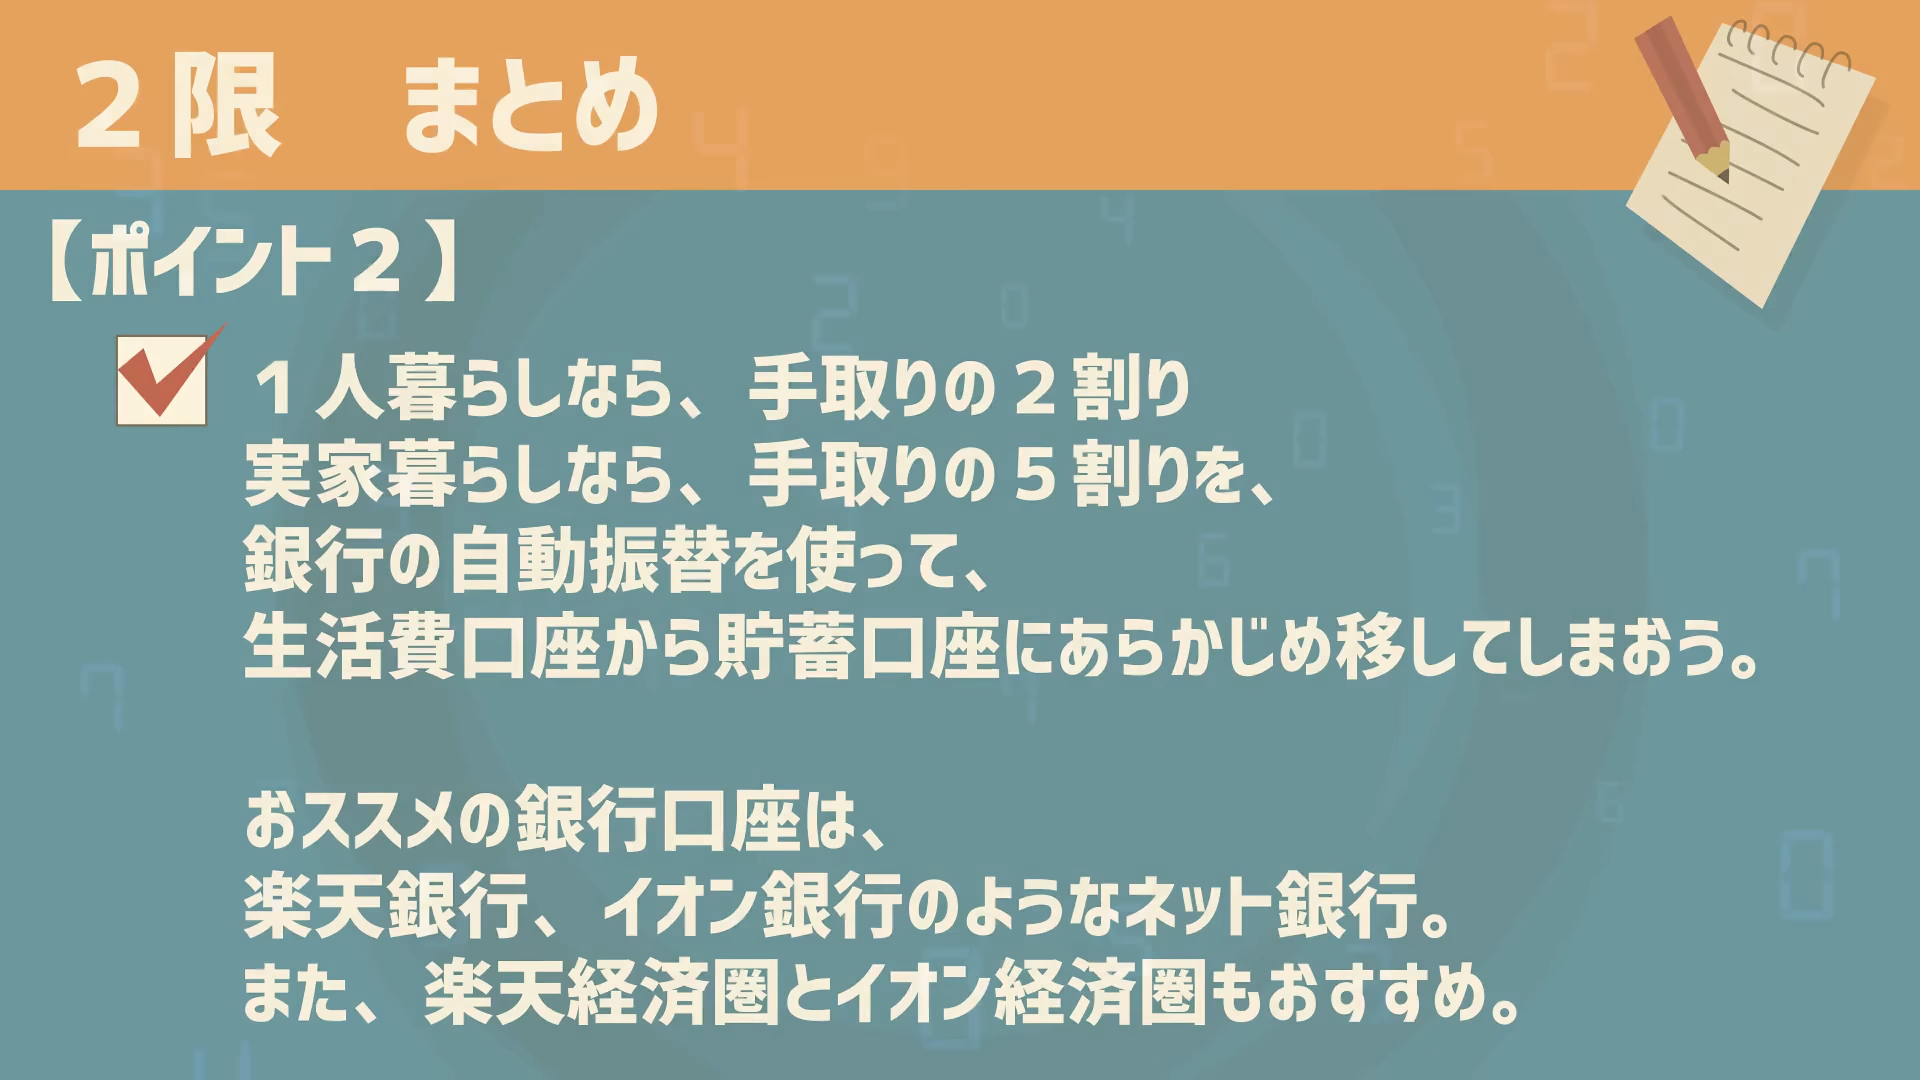 ２限　まとめ
【ポイント２】
１人暮らしなら、手取りの２割り
実家暮らしなら、手取りの５割りを、
銀行の自動振替を使って、
生活費口座から貯蓄口座にあらかじめ移してしまおう。
おススメの銀行口座は、
楽天銀行、イオン銀行のようなネット銀行。
また、楽天経済圏とイオン経済圏もおすすめ。